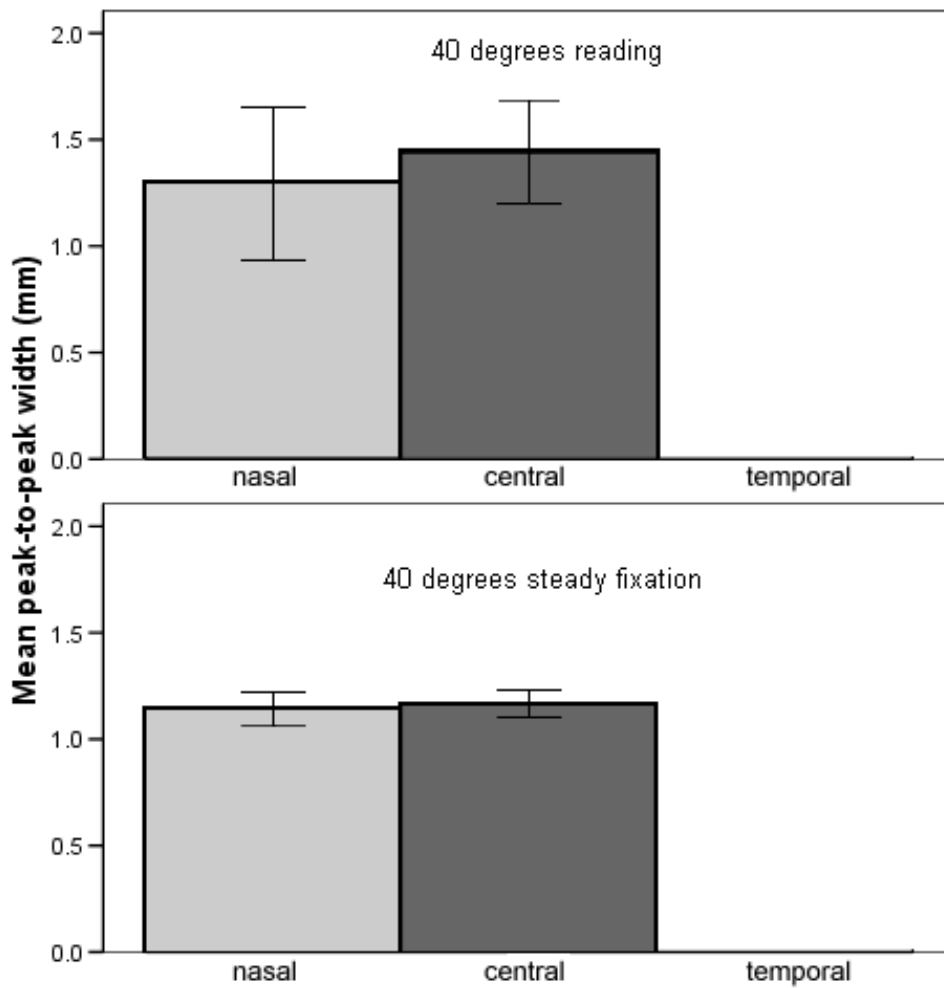 Mean peak-to-peak width (mm)
40 degrees reading
2.0
1.5
1.0
0.5
0.0
nasal central temporal
40 degrees steady fixation
2.0
1.5
1.0
0.5
0.0
nasal central temporal